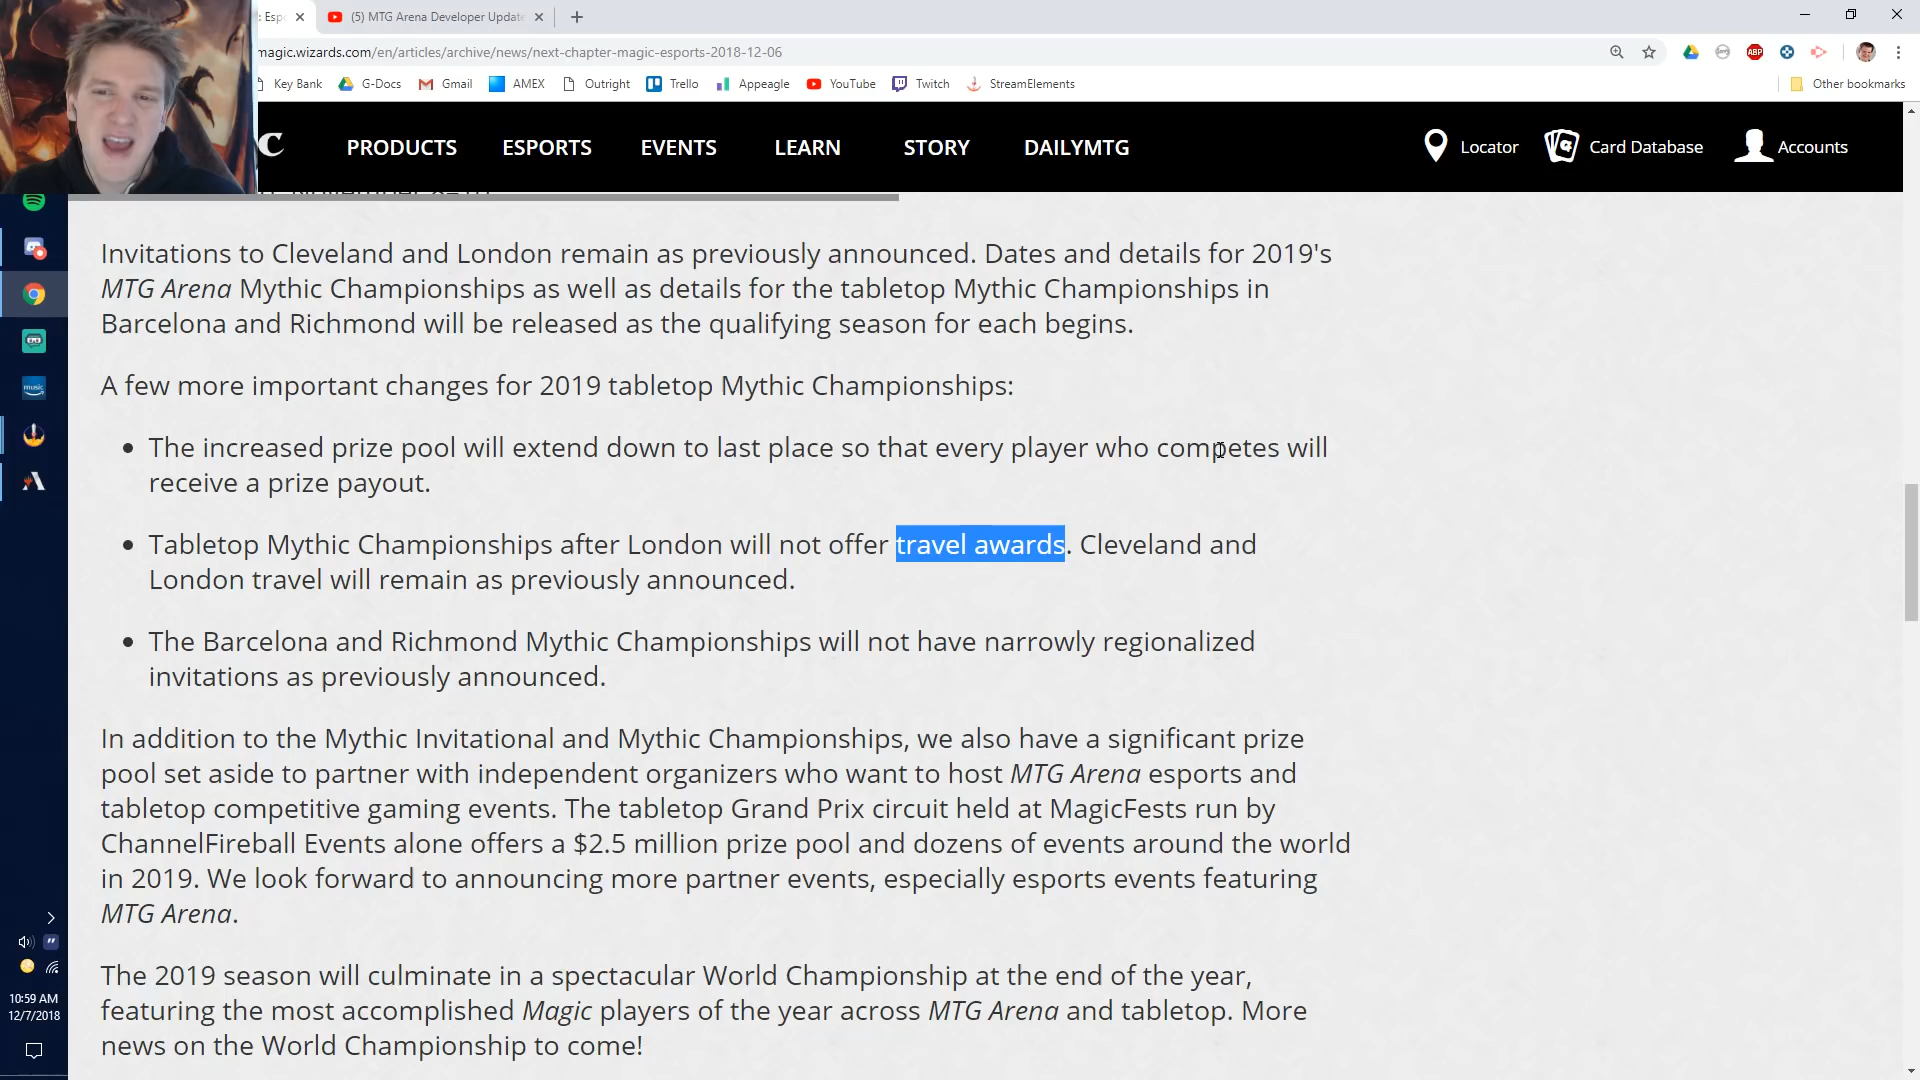 : Esp
(5) MTG Arena Developer Update
magic.wizards.com/en/articles/archive/news/next-chapter-magic-esports-2018-12-06
ABP
Key Bank
G-Docs
Gmail
AMEX
Outright
Trello
Appeagle
YouTube
Twitch
StreamElements
Other bookmarks
C
PRODUCTS
ESPORTS
EVENTS
LEARN
STORY
DAILYMTG
Locator
Card Database
Accounts
Invitations to Cleveland and London remain as previously announced. Dates and details for 2019's
MTG Arena Mythic Championships as well as details for the tabletop Mythic Championships in
Barcelona and Richmond will be released as the qualifying season for each begins.
A few more important changes for 2019 tabletop Mythic Championships:
• The increased prize pool will extend down to last place so that every player who competes will
receive a prize payout.
• Tabletop Mythic Championships after London will not offer travel awards. Cleveland and
London travel will remain as previously announced.
• The Barcelona and Richmond Mythic Championships will not have narrowly regionalized
invitations as previously announced.
In addition to the Mythic Invitational and Mythic Championships, we also have a significant prize
pool set aside to partner with independent organizers who want to host MTG Arena esports and
tabletop competitive gaming events. The tabletop Grand Prix circuit held at MagicFests run by
ChannelFireball Events alone offers a $2.5 million prize pool and dozens of events around the world
in 2019. We look forward to announcing more partner events, especially esports events featuring
MTG Arena.
The 2019 season will culminate in a spectacular World Championship at the end of the year,
featuring the most accomplished Magic players of the year across MTG Arena and tabletop. More
news on the World Championship to come!
music
10:59 AM
12/7/2018